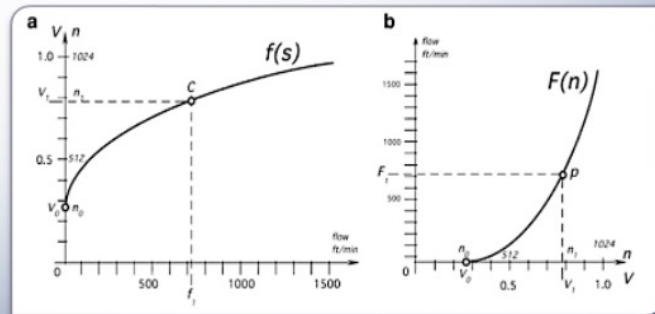 a
V n
1.0 1024
f(s)
V₁ n₁
C
0.5 512
V₀ n₀
flow
ft/min
0 500 1000 1500
f₁
b
flow
ft/min
1500
F(n)
1000
F₁
P
500
n₀ 512 n₁ 1024 n
0 V₀ 0.5 V₁ 1.0 V